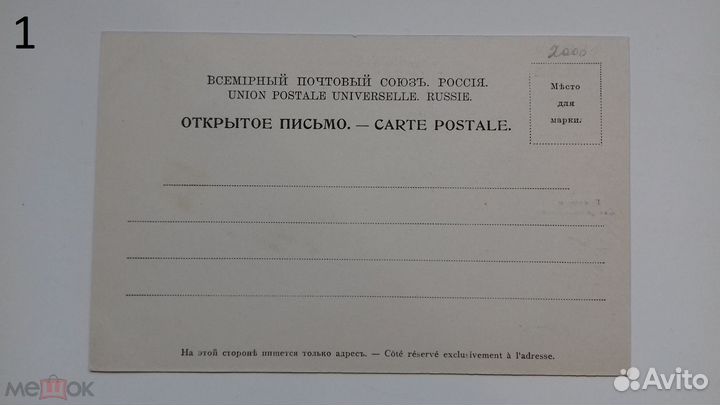 1
2000
ВСЕМІРНЫЙ ПОЧТОВЫЙ СОЮЗЪ. РОССІЯ.
UNION POSTALE UNIVERSELLE. RUSSIE.
ОТКРЫТОЕ ПИСЬМО. — CARTE POSTALE.
Мѣсто
для
марки.
На этой сторонѣ пишется только адресъ. — Côté réservé exclusivement à l'adresse.
мешок
Avito